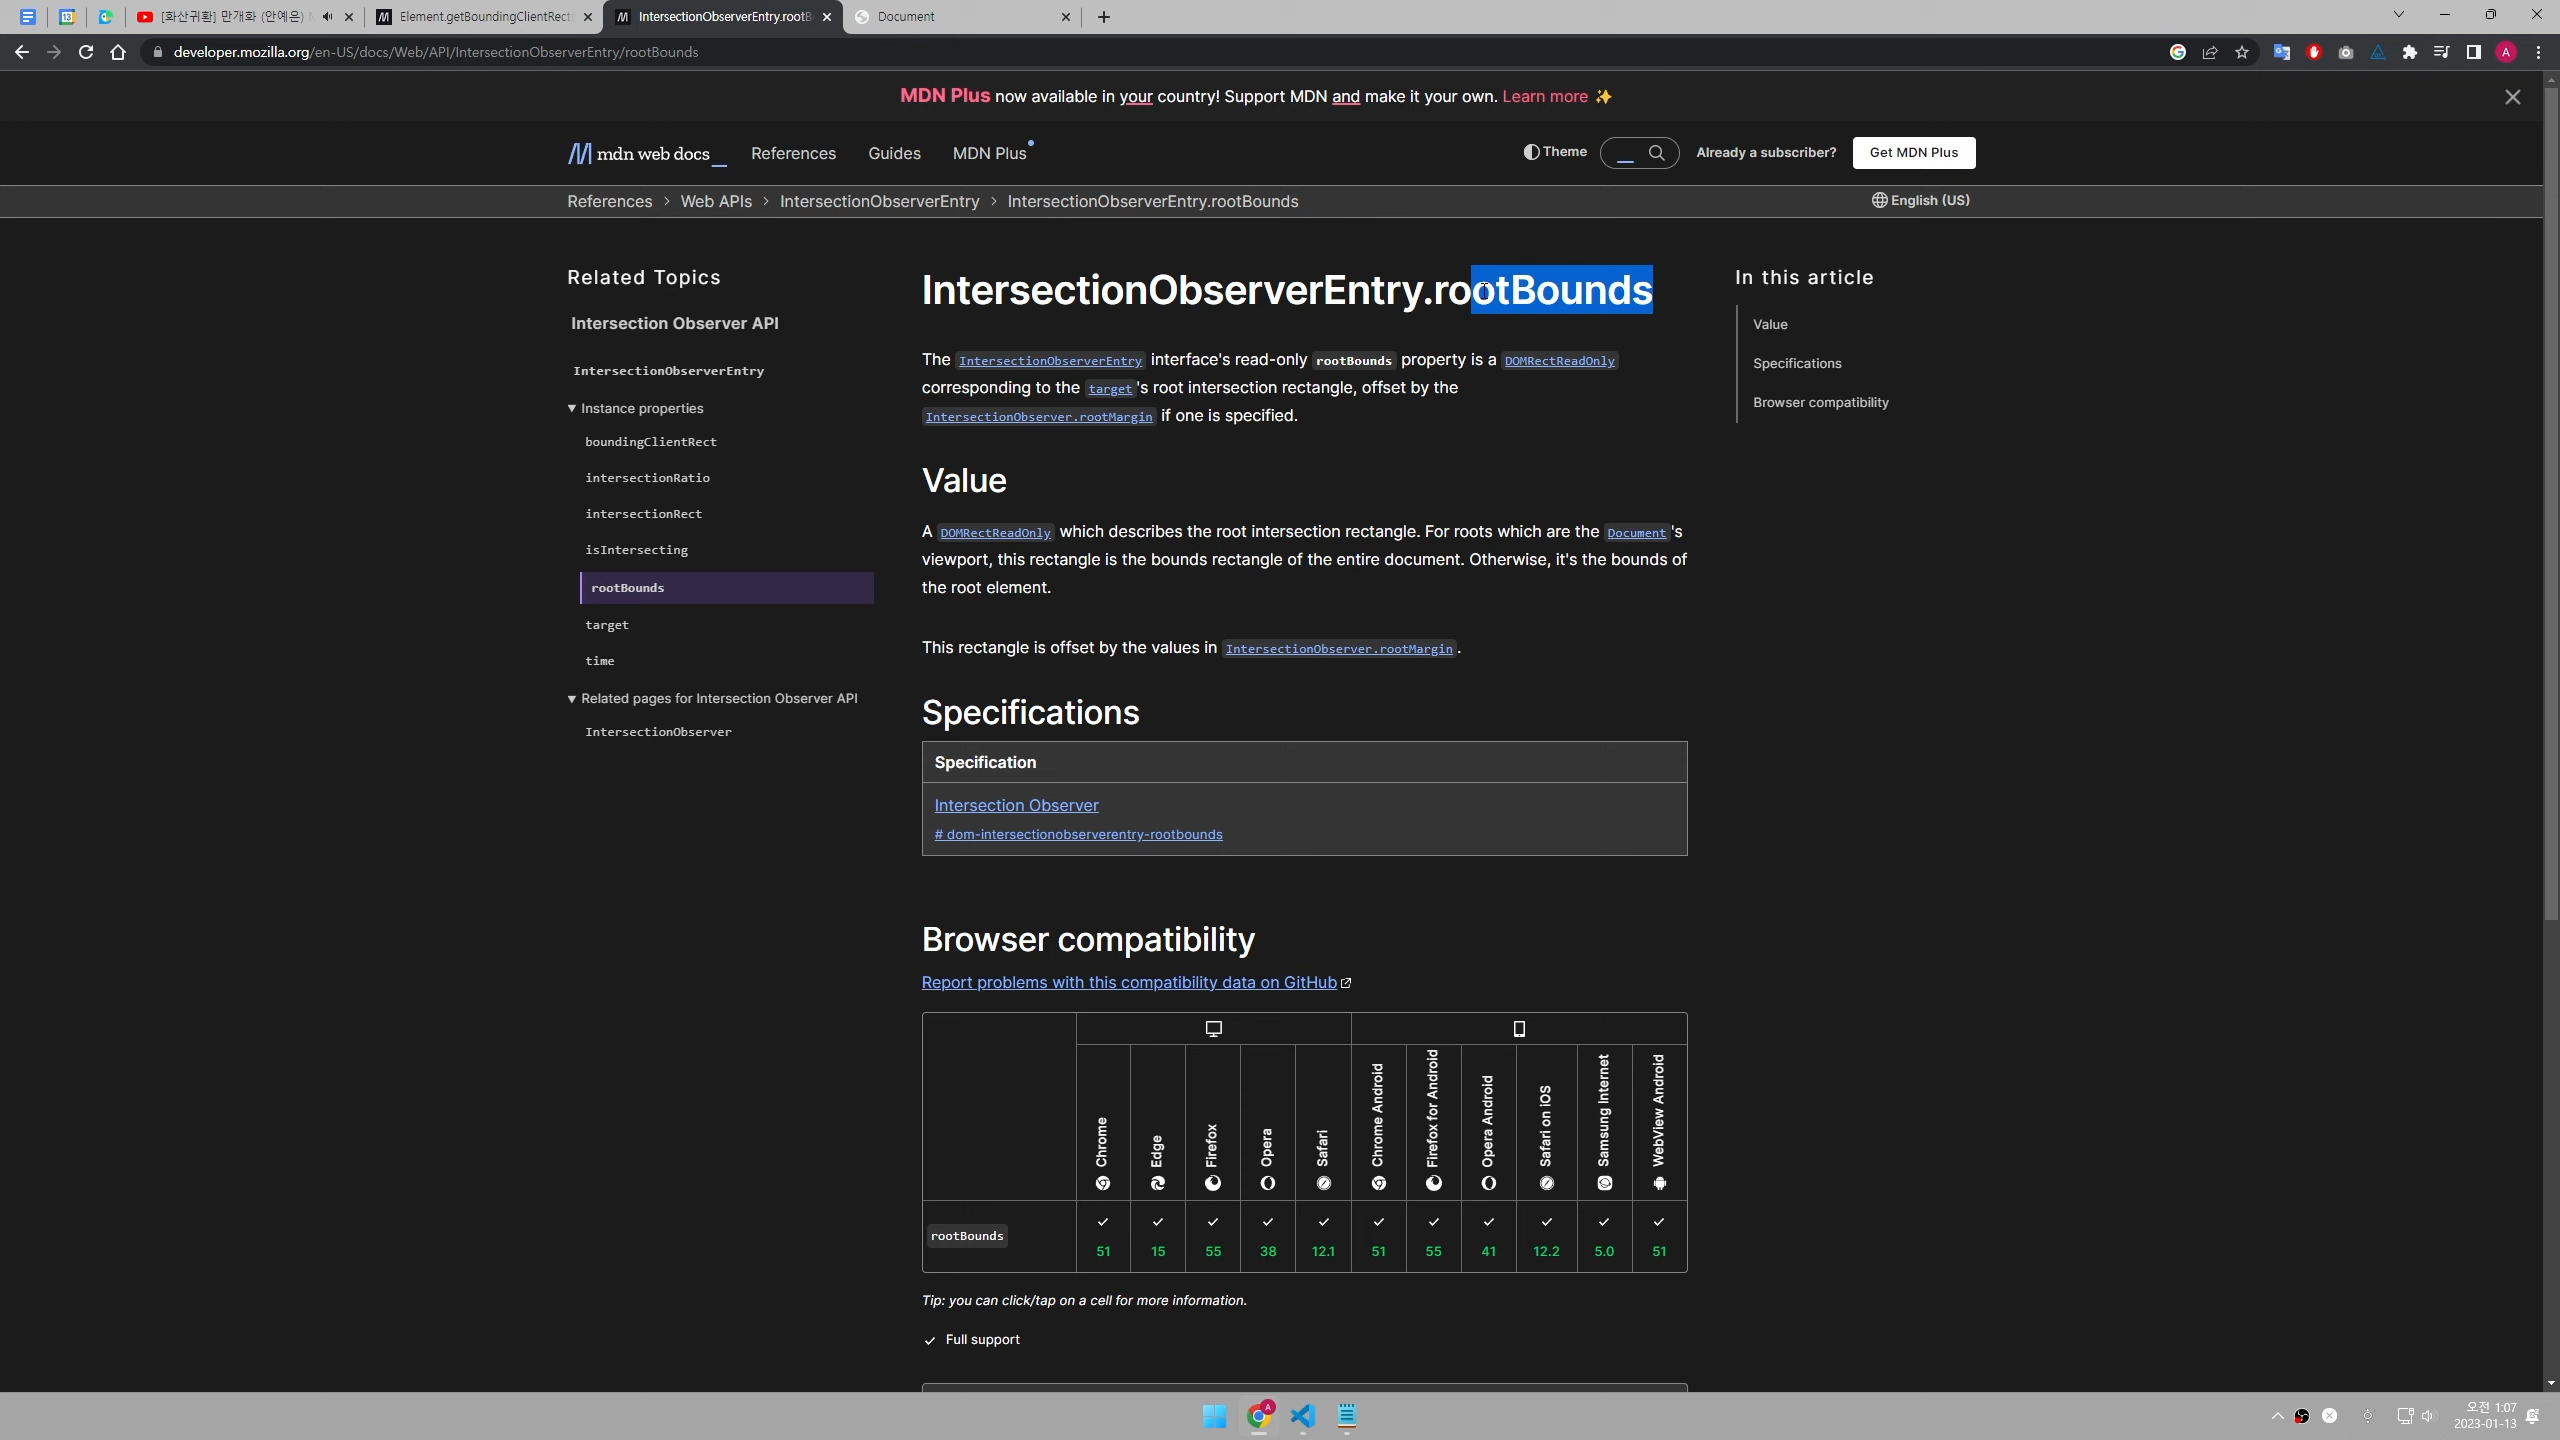 [화산귀환] 만개화 (안예은)
Element.getBoundingClientRect
IntersectionObserverEntry.rootB
Document
developer.mozilla.org/en-US/docs/Web/API/IntersectionObserverEntry/rootBounds
A
MDN Plus now available in your country! Support MDN and make it your own. Learn more ✨
mdn web docs_
References
Guides
MDN Plus
Theme
Already a subscriber?
Get MDN Plus
References > Web APIs > IntersectionObserverEntry > IntersectionObserverEntry.rootBounds
English (US)
Related Topics
Intersection Observer API
IntersectionObserverEntry
▼ Instance properties
boundingClientRect
intersectionRatio
intersectionRect
isIntersecting
rootBounds
target
time
▼ Related pages for Intersection Observer API
IntersectionObserver
IntersectionObserverEntry.rootBounds
The IntersectionObserverEntry interface's read-only rootBounds property is a DOMRectReadOnly
corresponding to the target's root intersection rectangle, offset by the
IntersectionObserver.rootMargin if one is specified.
Value
A DOMRectReadOnly which describes the root intersection rectangle. For roots which are the Document's
viewport, this rectangle is the bounds rectangle of the entire document. Otherwise, it's the bounds of
the root element.
This rectangle is offset by the values in IntersectionObserver.rootMargin.
Specifications
Specification
Intersection Observer
# dom-intersectionobserverentry-rootbounds
Browser compatibility
Report problems with this compatibility data on GitHub
Chrome
Edge
Firefox
Opera
Safari
Chrome Android
Firefox for Android
Opera Android
Safari on iOS
Samsung Internet
WebView Android
rootBounds
✓ ✓ ✓ ✓ ✓ ✓ ✓ ✓ ✓ ✓ ✓
51 15 55 38 12.1 51 55 41 12.2 5.0 51
Tip: you can click/tap on a cell for more information.
✓ Full support
In this article
Value
Specifications
Browser compatibility
A
오전 1:07
2023-01-13